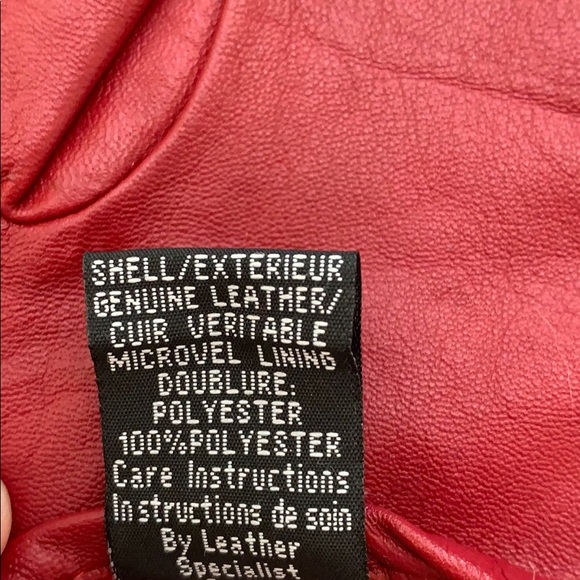 SHELL/EXTERIEUR
GENUINE LEATHER/
CUIR VERITABLE
MICROVEL LINING
DOUBLURE.
POLYESTER
100%POLYESTER
Care Instructions
Instructions de soin
By Leather
Specialist